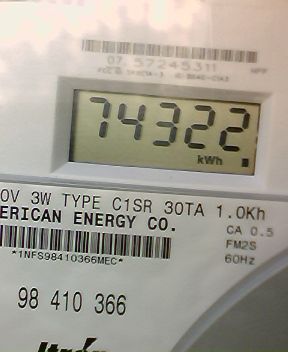 07. 57245311
74322
kWh
0V 3W TYPE C1SR 30TA 1.0Kh
ERICAN ENERGY CO.
CA 0.5
FM2S
*1NFS98410366MEC*
60Hz
98 410 366
Itrón